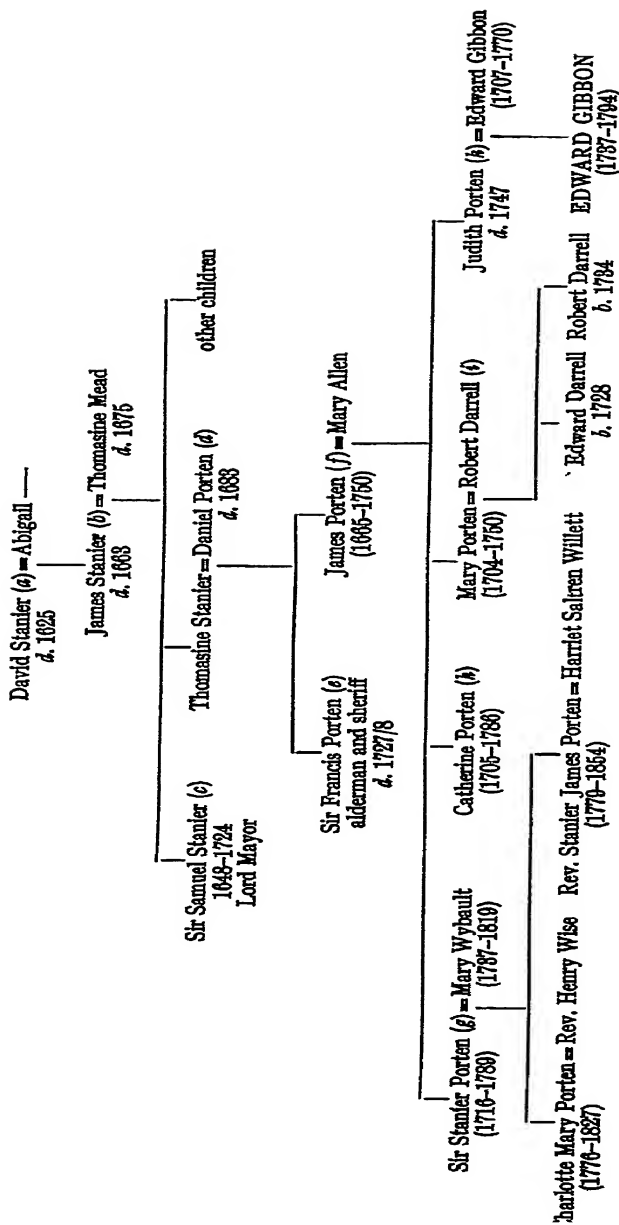 David Stanier (a) = Abigail —
d. 1625
James Stanier (b) = Thomasine Mead
d. 1663 d. 1675
Sir Samuel Stanier (c)
1648–1724
Lord Mayor
Thomasine Stanier = Daniel Porten (d)
d. 1683
other children
Sir Francis Porten (e)
alderman and sheriff
d. 1727/8
James Porten (f) = Mary Allen
(1665–1750)
Sir Stanier Porten (g) = Mary Wybault
(1716–1789) (1737–1819)
Catherine Porten (h)
(1705–1786)
Mary Porten = Robert Darrell (i)
(1704–1750)
Judith Porten (k) = Edward Gibbon
d. 1747 (1707–1770)
Charlotte Mary Porten = Rev. Henry Wise
(1776–1827)
Rev. Stanier James Porten = Harriet Saltren Willett
(1779–1854)
Edward Darrell
b. 1728
Robert Darrell
b. 1734
EDWARD GIBBON
(1737–1794)